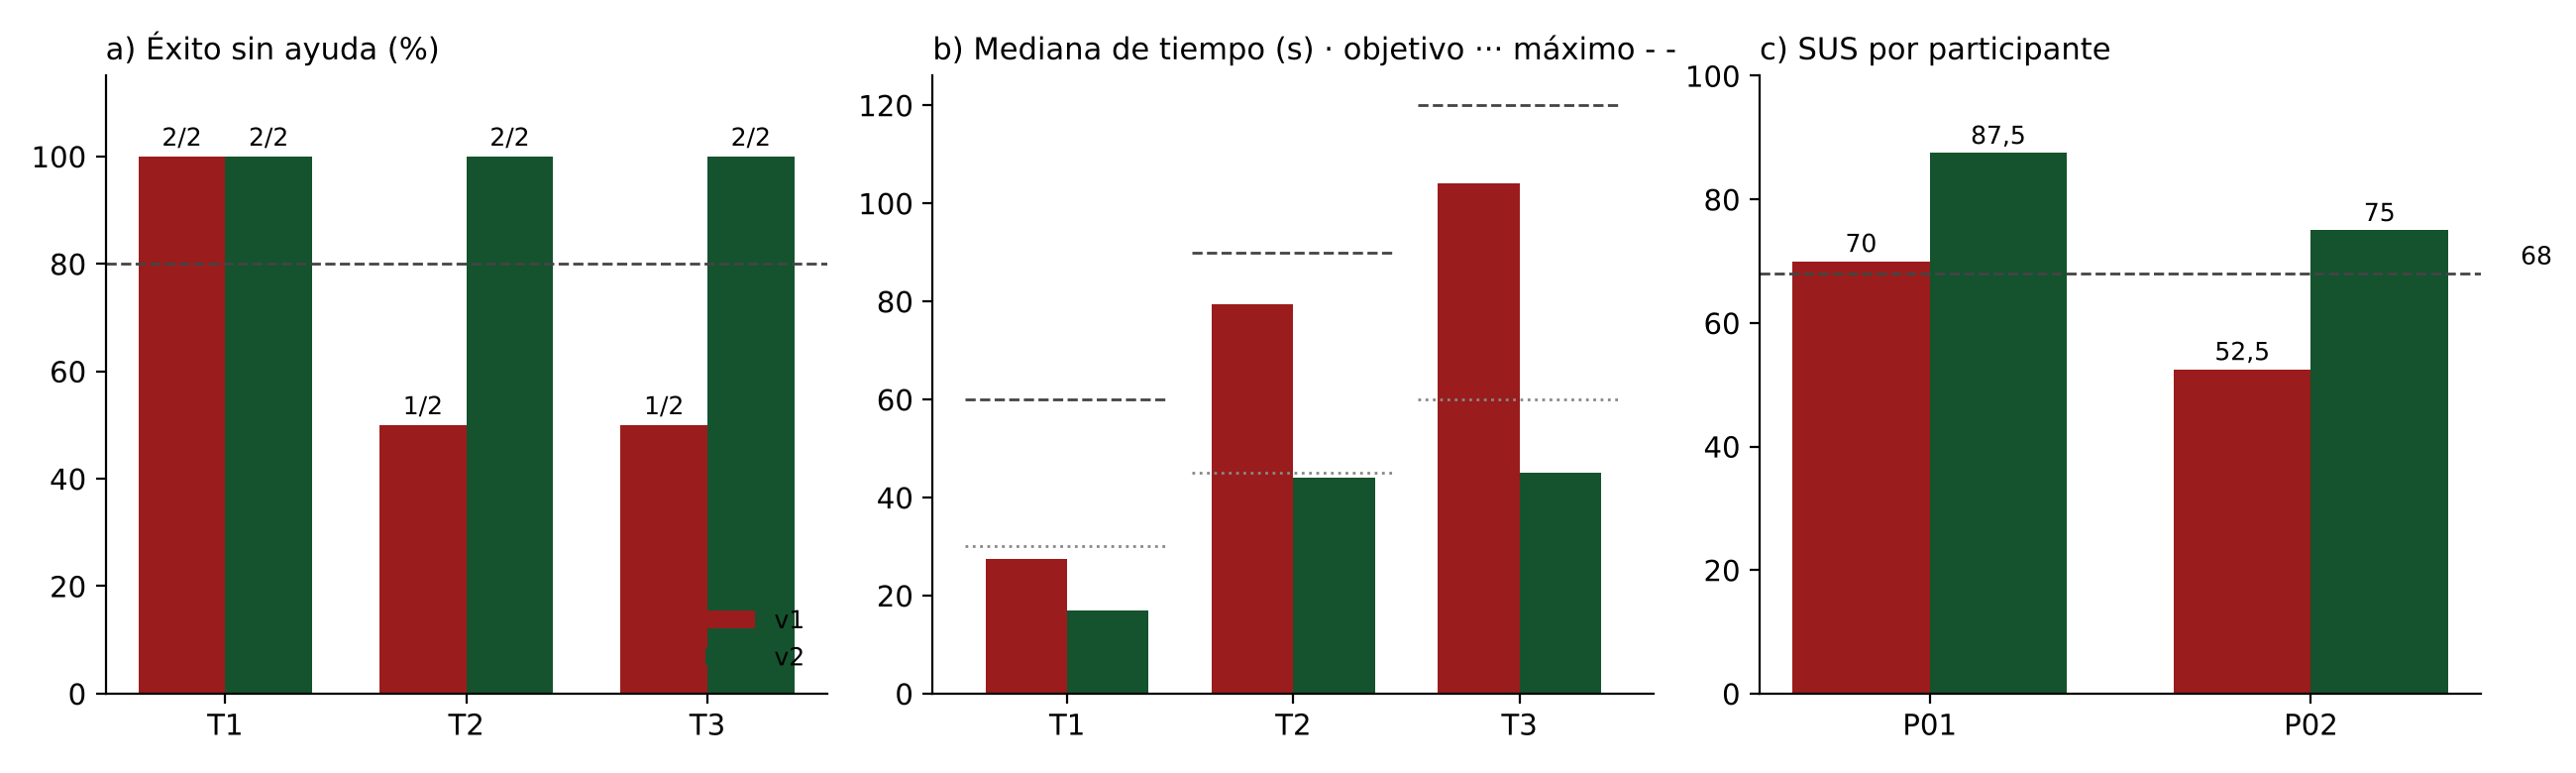 a) Éxito sin ayuda (%)
2/2 2/2 2/2 2/2
1/2 1/2
100
80
60
40
20
0
v1
v2
T1 T2 T3
b) Mediana de tiempo (s) · objetivo ··· máximo - -
120
100
80
60
40
20
0
T1 T2 T3
c) SUS por participante
100
80
60
40
20
0
87,5
75
70
68
52,5
P01 P02